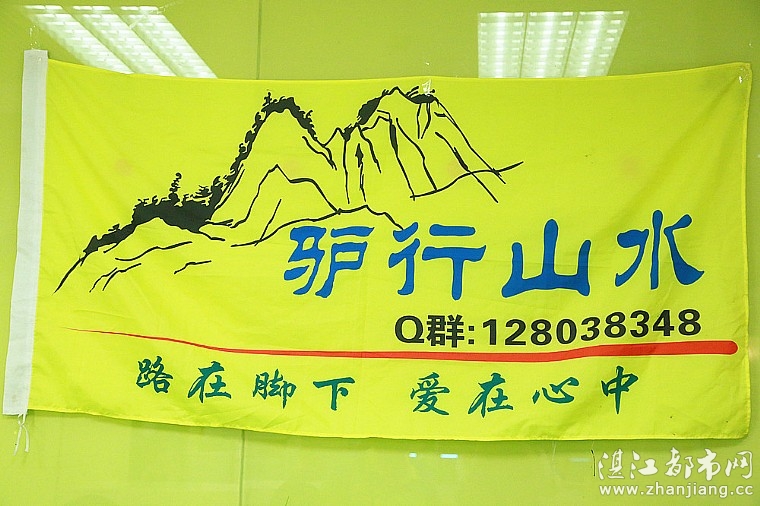 驴行山水
Q群:128038348
路在脚下 爱在心中
湛江都市网
www.zhanjiang.cc